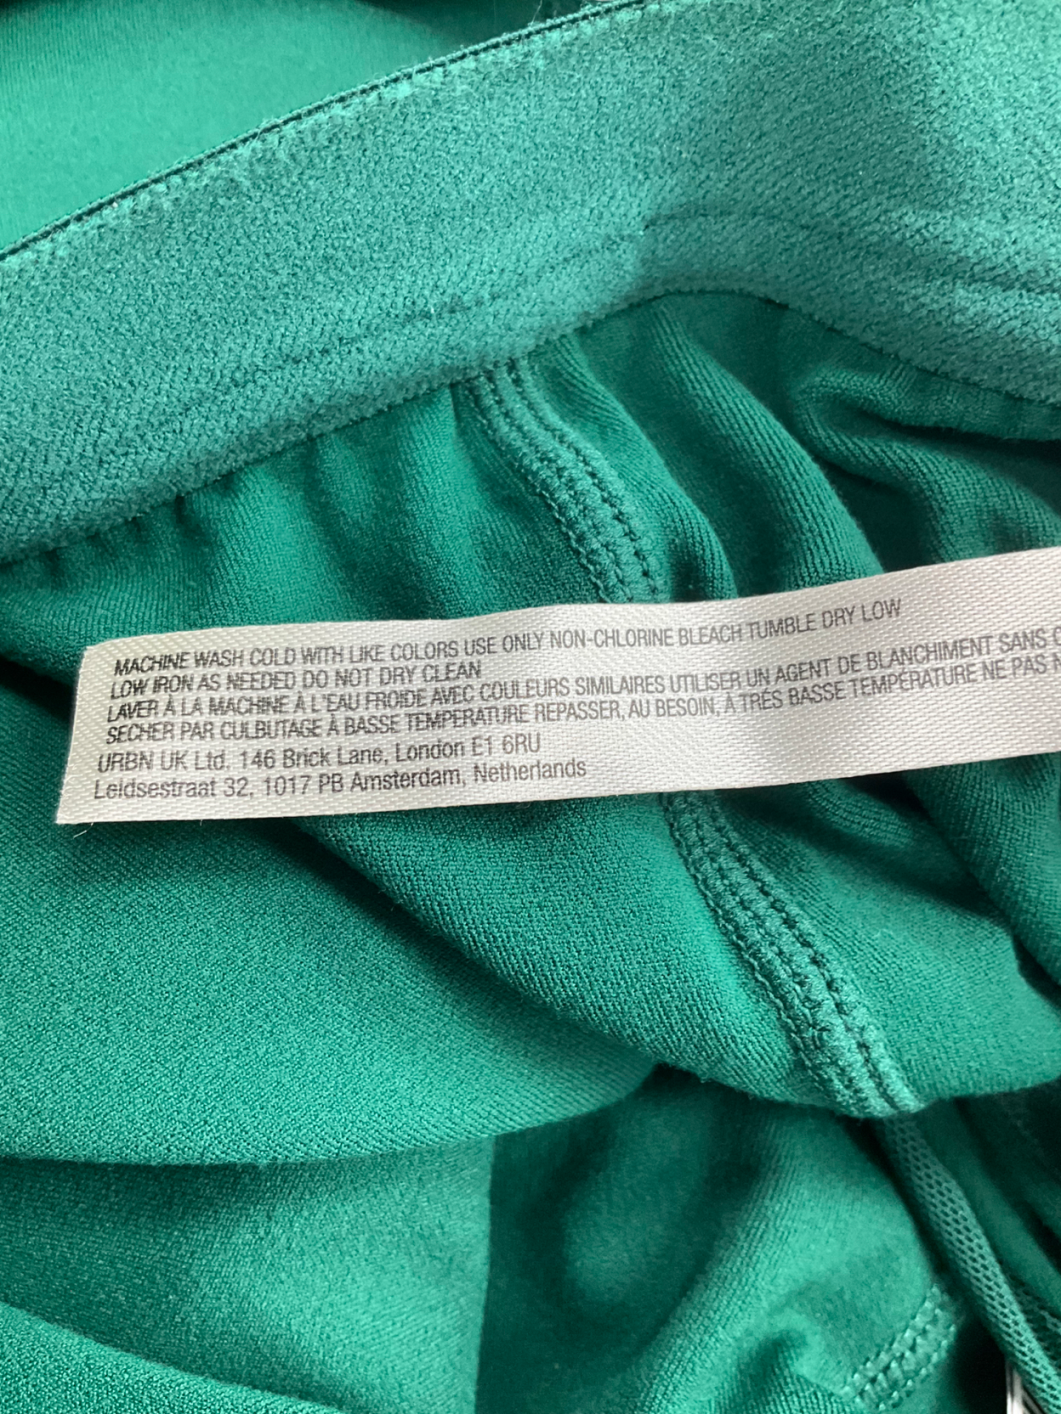 MACHINE WASH COLD WITH LIKE COLORS USE ONLY NON-CHLORINE BLEACH TUMBLE DRY LOW
LOW IRON AS NEEDED DO NOT DRY CLEAN
LAVER À LA MACHINE À L'EAU FROIDE AVEC COULEURS SIMILAIRES UTILISER UN AGENT DE BLANCHIMENT SANS
SECHER PAR CULBUTAGE À BASSE TEMPERATURE REPASSER, AU BESOIN, À TRÉS BASSE TEMPÉRATURE NE PAS
URBN UK Ltd. 146 Brick Lane, London E1 6RU
Leidsestraat 32, 1017 PB Amsterdam, Netherlands